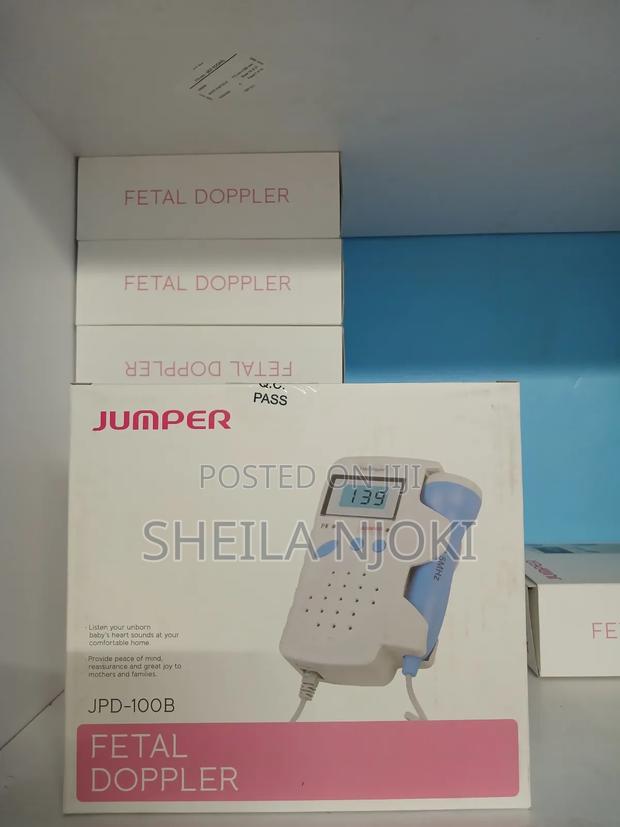 FETAL DOPPLER
FETAL DOPPLER
FETAL DOPPLER
Q.C.
PASS
JUMPER
POSTED ON JIJI
SHEILA NJOKI
139
· Listen your unborn
baby's heart sounds at your
comfortable home.
· Provide peace of mind,
reassurance and great joy to
mothers and families.
JPD-100B
FETAL
DOPPLER
JUMPER
FE